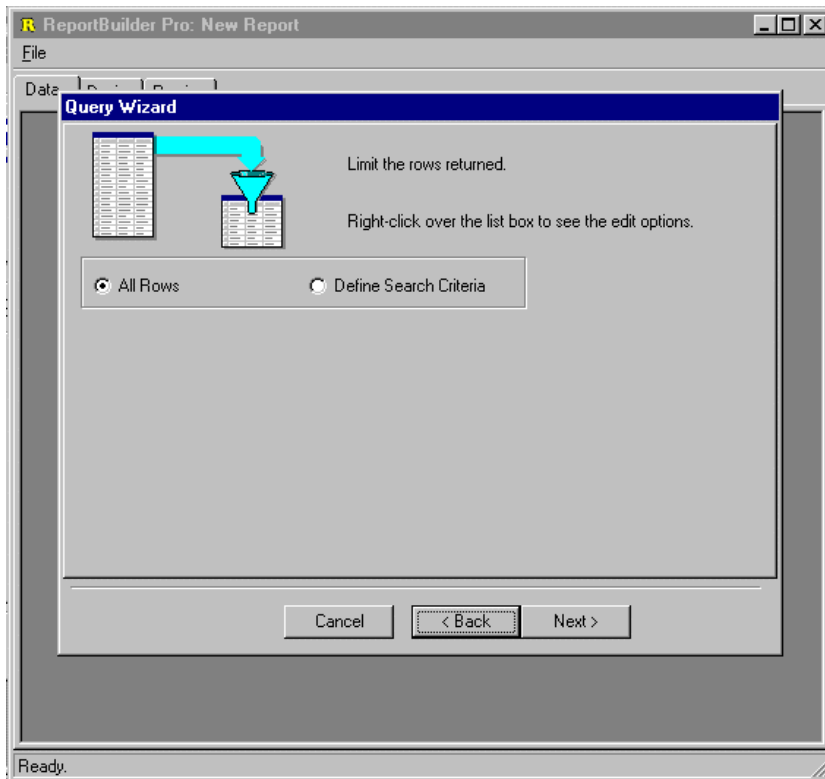 R ReportBuilder Pro: New Report
File
Data
Query Wizard
Limit the rows returned.
Right-click over the list box to see the edit options.
All Rows Define Search Criteria
Cancel < Back Next >
Ready.